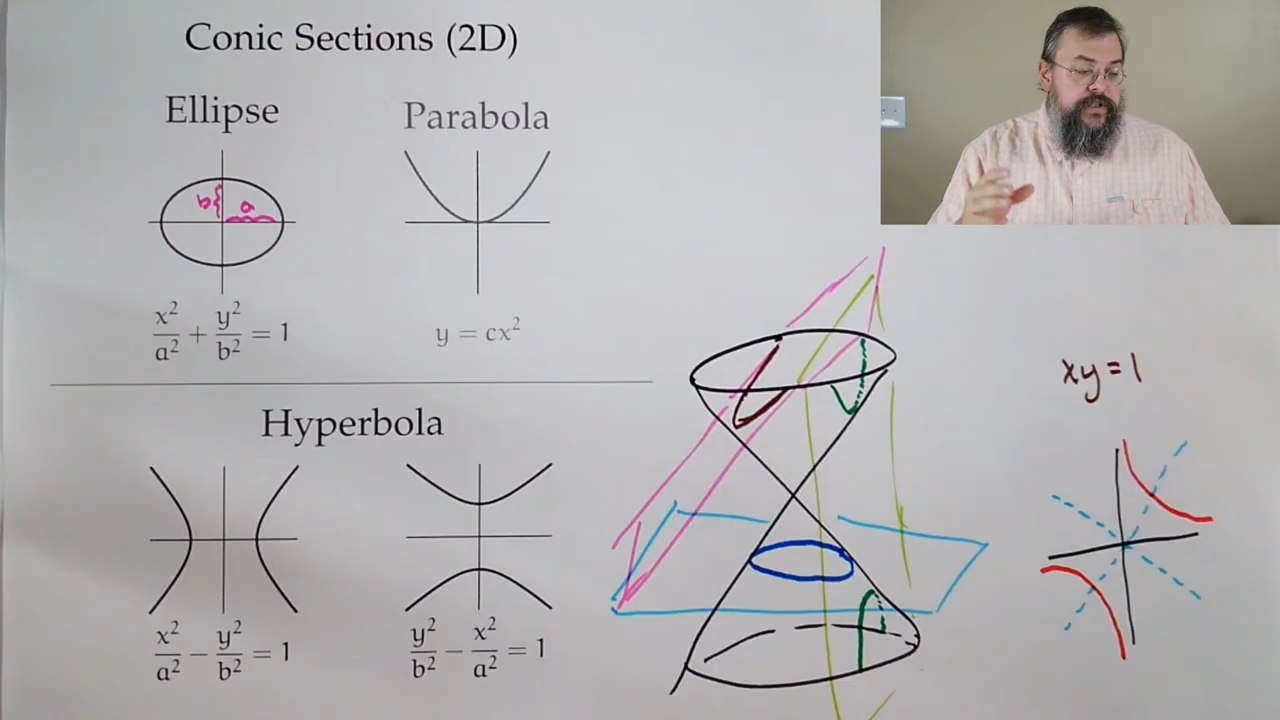 Conic Sections (2D)
Ellipse
Parabola
b
a
x²/a² + y²/b² = 1
y = cx²
Hyperbola
x²/a² − y²/b² = 1
y²/b² − x²/a² = 1
xy = 1